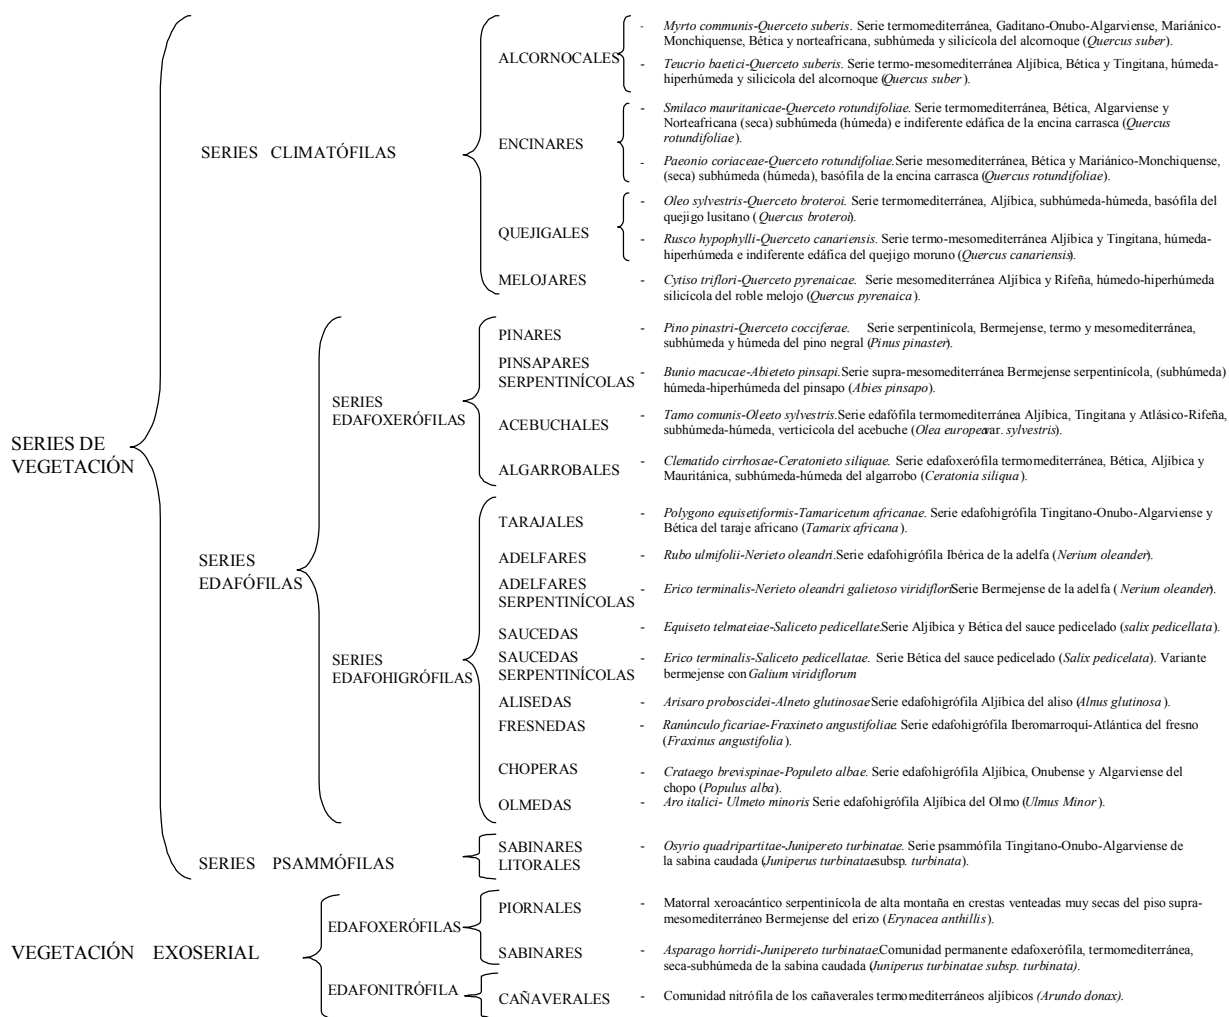 SERIES DE
VEGETACIÓN
SERIES CLIMATÓFILAS
ALCORNOCALES
- Myrto communis-Querceto suberis. Serie termomediterránea, Gaditano-Onubo-Algarviense, Mariánico-
Monchiquense, Bética y norteafricana, subhúmeda y silicícola del alcornoque (Quercus suber).
- Teucrio baetici-Querceto suberis. Serie termo-mesomediterránea Aljíbica, Bética y Tingitana, húmeda-
hiperhúmeda y silicícola del alcornoque (Quercus suber).
ENCINARES
- Smilaco mauritanicae-Querceto rotundifoliae. Serie termomediterránea, Bética, Algarviense y
Norteafricana (seca) subhúmeda (húmeda) e indiferente edáfica de la encina carrasca (Quercus
rotundifoliae).
- Paeonio coriaceae-Querceto rotundifoliae. Serie mesomediterránea, Bética y Mariánico-Monchiquense,
(seca) subhúmeda (húmeda), basófila de la encina carrasca (Quercus rotundifoliae).
QUEJIGALES
- Oleo sylvestris-Querceto broteroi. Serie termomediterránea, Aljíbica, subhúmeda-húmeda, basófila del
quejigo lusitano (Quercus broteroi).
- Rusco hypophylli-Querceto canariensis. Serie termo-mesomediterránea Aljíbica y Tingitana, húmeda-
hiperhúmeda e indiferente edáfica del quejigo moruno (Quercus canariensis).
MELOJARES
- Cytiso triflori-Querceto pyrenaicae. Serie mesomediterránea Aljíbica y Rifeña, húmedo-hiperhúmeda
silicícola del roble melojo (Quercus pyrenaica).
SERIES
EDAFÓFILAS
SERIES
EDAFOXERÓFILAS
PINARES
- Pino pinastri-Querceto cocciferae. Serie serpentinícola, Bermejense, termo y mesomediterránea,
subhúmeda y húmeda del pino negral (Pinus pinaster).
PINSAPARES
SERPENTINÍCOLAS
- Bunio macucae-Abieteto pinsapi. Serie supra-mesomediterránea Bermejense serpentinícola, (subhúmeda)
húmeda-hiperhúmeda del pinsapo (Abies pinsapo).
ACEBUCHALES
- Tamo comunis-Oleeto sylvestris. Serie edafófila termomediterránea Aljíbica, Tingitana y Atlásico-Rifeña,
subhúmeda-húmeda, verticícola del acebuche (Olea europea var. sylvestris).
ALGARROBALES
- Clematido cirrhosae-Ceratonieto siliquae. Serie edafoxerófila termomediterránea, Bética, Aljíbica y
Mauritánica, subhúmeda-húmeda del algarrobo (Ceratonia siliqua).
SERIES
EDAFOHIGRÓFILAS
TARAJALES
- Polygono equisetiformis-Tamaricetum africanae. Serie edafohigrófila Tingitano-Onubo-Algarviense y
Bética del taraje africano (Tamarix africana).
ADELFARES
- Rubo ulmifolii-Nerieto oleandri. Serie edafohigrófila Ibérica de la adelfa (Nerium oleander).
ADELFARES
SERPENTINÍCOLAS
- Erico terminalis-Nerieto oleandri galietoso viridiflori Serie Bermejense de la adelfa (Nerium oleander).
SAUCEDAS
- Equiseto telmateiae-Saliceto pedicellate. Serie Aljíbica y Bética del sauce pedicelado (salix pedicellata).
SAUCEDAS
SERPENTINÍCOLAS
- Erico terminalis-Saliceto pedicellatae. Serie Bética del sauce pedicelado (Salix pedicelata). Variante
bermejense con Galium viridiflorum
ALISEDAS
- Arisaro proboscidei-Alneto glutinosae Serie edafohigrófila Aljíbica del aliso (Alnus glutinosa).
FRESNEDAS
- Ranúnculo ficariae-Fraxineto angustifoliae. Serie edafohigrófila Iberomarroquí-Atlántica del fresno
(Fraxinus angustifolia).
CHOPERAS
- Crataego brevispinae-Populeto albae. Serie edafohigrófila Aljíbica, Onubense y Algarviense del
chopo (Populus alba).
OLMEDAS
- Aro italici- Ulmeto minoris Serie edafohigrófila Aljíbica del Olmo (Ulmus Minor).
SERIES PSAMMÓFILAS
SABINARES
LITORALES
- Osyrio quadripartitae-Junipereto turbinatae. Serie psammófila Tingitano-Onubo-Algarviense de
la sabina caudada (Juniperus turbinatae subsp. turbinata).
VEGETACIÓN EXOSERIAL
EDAFOXERÓFILAS
PIORNALES
- Matorral xeroacántico serpentinícola de alta montaña en crestas venteadas muy secas del piso supra-
mesomediterráneo Bermejense del erizo (Erynacea anthillis).
SABINARES
- Asparago horridi-Junipereto turbinatae. Comunidad permanente edafoxerófila, termomediterránea,
seca-subhúmeda de la sabina caudada (Juniperus turbinatae subsp. turbinata).
EDAFONITRÓFILA
CAÑAVERALES
- Comunidad nitrófila de los cañaverales termomediterráneos aljíbicos (Arundo donax).